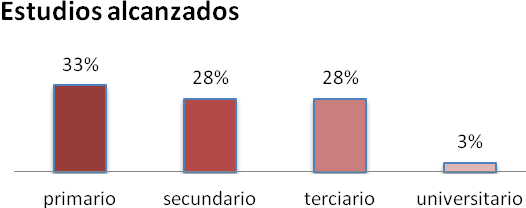 Estudios alcanzados
33%
28%
28%
3%
primario
secundario
terciario
universitario